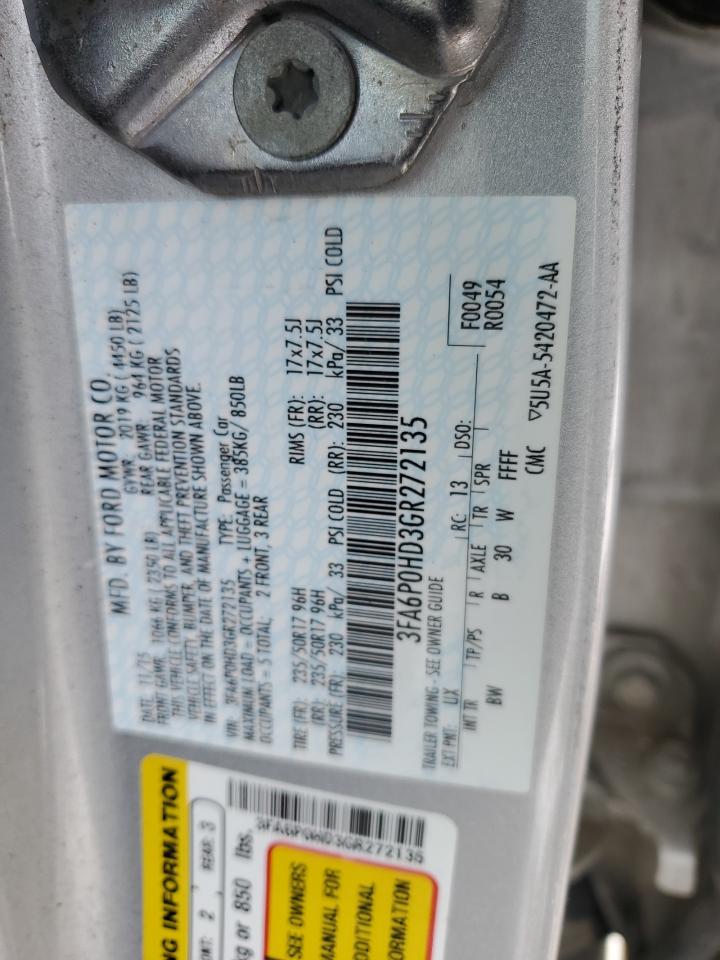 MFD. BY FORD MOTOR CO.
DATE: 11/15 GVWR: 2019 KG ( 4450 LB)
FRONT GAWR: 1066 KG ( 2350 LB) REAR GAWR: 964 KG ( 2125 LB)
THIS VEHICLE CONFORMS TO ALL APPLICABLE FEDERAL MOTOR
VEHICLE SAFETY, BUMPER, AND THEFT PREVENTION STANDARDS
IN EFFECT ON THE DATE OF MANUFACTURE SHOWN ABOVE.
VIN: 3FA6P0HD3GR272135 TYPE: Passenger Car
MAXIMUM LOAD = OCCUPANTS + LUGGAGE = 385KG/ 850LB
OCCUPANTS = 5 TOTAL: 2 FRONT, 3 REAR
TIRE (FR): 235/50R17 96H RIMS (FR): 17x7.5J
(RR): 235/50R17 96H (RR): 17x7.5J
PRESSURE (FR): 230 kPa/ 33 PSI COLD (RR): 230 kPa/ 33 PSI COLD
3FA6P0HD3GR272135
TRAILER TOWING - SEE OWNER GUIDE F0049
R0054
EXT PNT: UX RC: 13 DSO:
INT TR TP/PS R AXLE TR SPR
BW B 30 W FFFF
CMC ▽5U5A-5420472-AA
NG INFORMATION
ONT: 2 REAR: 3
kg or 850 lbs.
3FA6P0HD3GR272135
SEE OWNERS
MANUAL FOR
ADDITIONAL
ORMATION